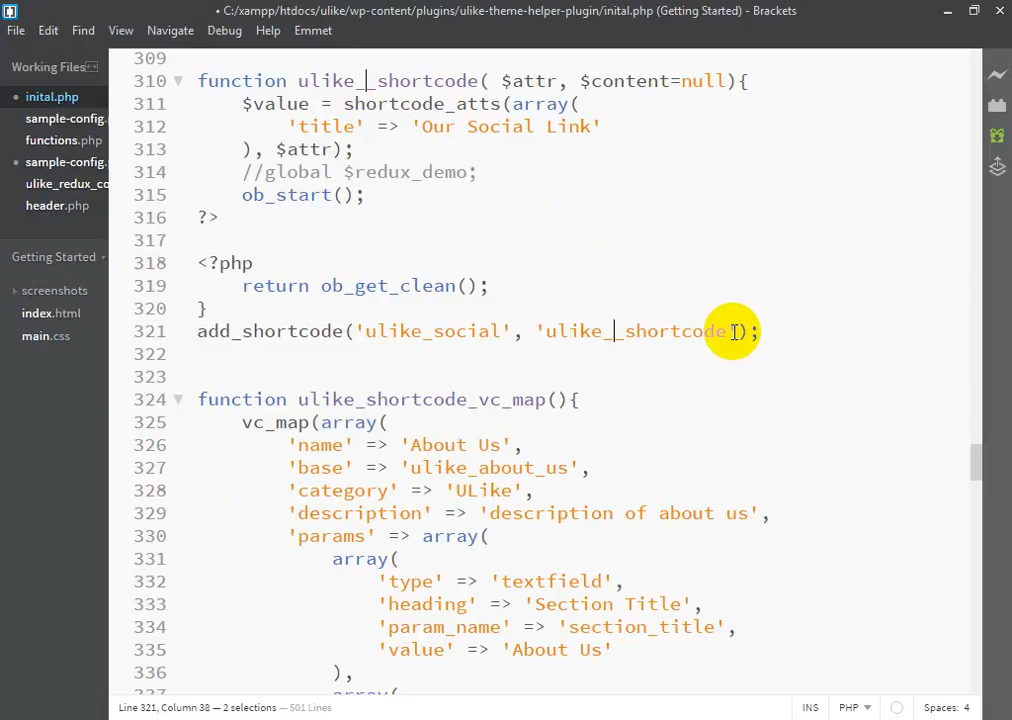 • C:/xampp/htdocs/ulike/wp-content/plugins/ulike-theme-helper-plugin/inital.php (Getting Started) - Brackets
File Edit Find View Navigate Debug Help Emmet
Working Files
inital.php
sample-config.
functions.php
sample-config.
ulike_redux_co
header.php
Getting Started
screenshots
index.html
main.css
309
310 function ulike__shortcode( $attr, $content=null){
311 $value = shortcode_atts(array(
312 'title' => 'Our Social Link'
313 ), $attr);
314 //global $redux_demo;
315 ob_start();
316 ?>
317
318 <?php
319 return ob_get_clean();
320 }
321 add_shortcode('ulike_social', 'ulike__shortcode');
322
323
324 function ulike_shortcode_vc_map(){
325 vc_map(array(
326 'name' => 'About Us',
327 'base' => 'ulike_about_us',
328 'category' => 'ULike',
329 'description' => 'description of about us',
330 'params' => array(
331 array(
332 'type' => 'textfield',
333 'heading' => 'Section Title',
334 'param_name' => 'section_title',
335 'value' => 'About Us'
336 ),
337 array(
Line 321, Column 38 — 2 selections — 501 Lines
INS PHP Spaces: 4